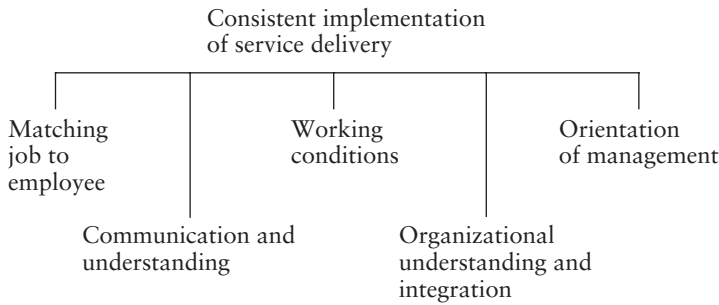 Consistent implementation
of service delivery
Matching
job to
employee
Working
conditions
Orientation
of management
Communication and
understanding
Organizational
understanding and
integration